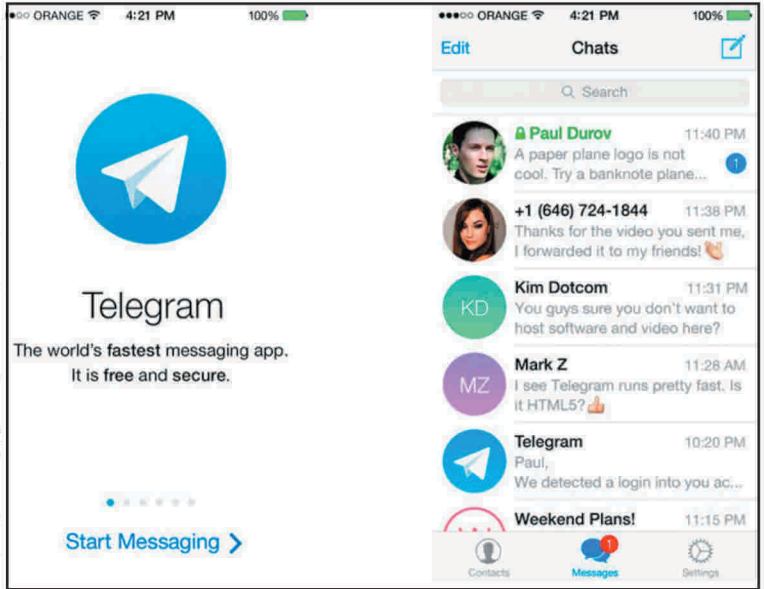 ORANGE 4:21 PM 100%
Telegram
The world's fastest messaging app.
It is free and secure.
Start Messaging
ORANGE 4:21 PM 100%
Edit Chats
Search
Paul Durov 11:40 PM
A paper plane logo is not
cool. Try a banknote plane...
1
+1 (646) 724-1844 11:38 PM
Thanks for the video you sent me,
I forwarded it to my friends!
KD
Kim Dotcom 11:31 PM
You guys sure you don't want to
host software and video here?
MZ
Mark Z 11:28 AM
I see Telegram runs pretty fast. Is
it HTML5?
Telegram 10:20 PM
Paul,
We detected a login into you ac...
Weekend Plans! 11:15 PM
1
Contacts Messages Settings